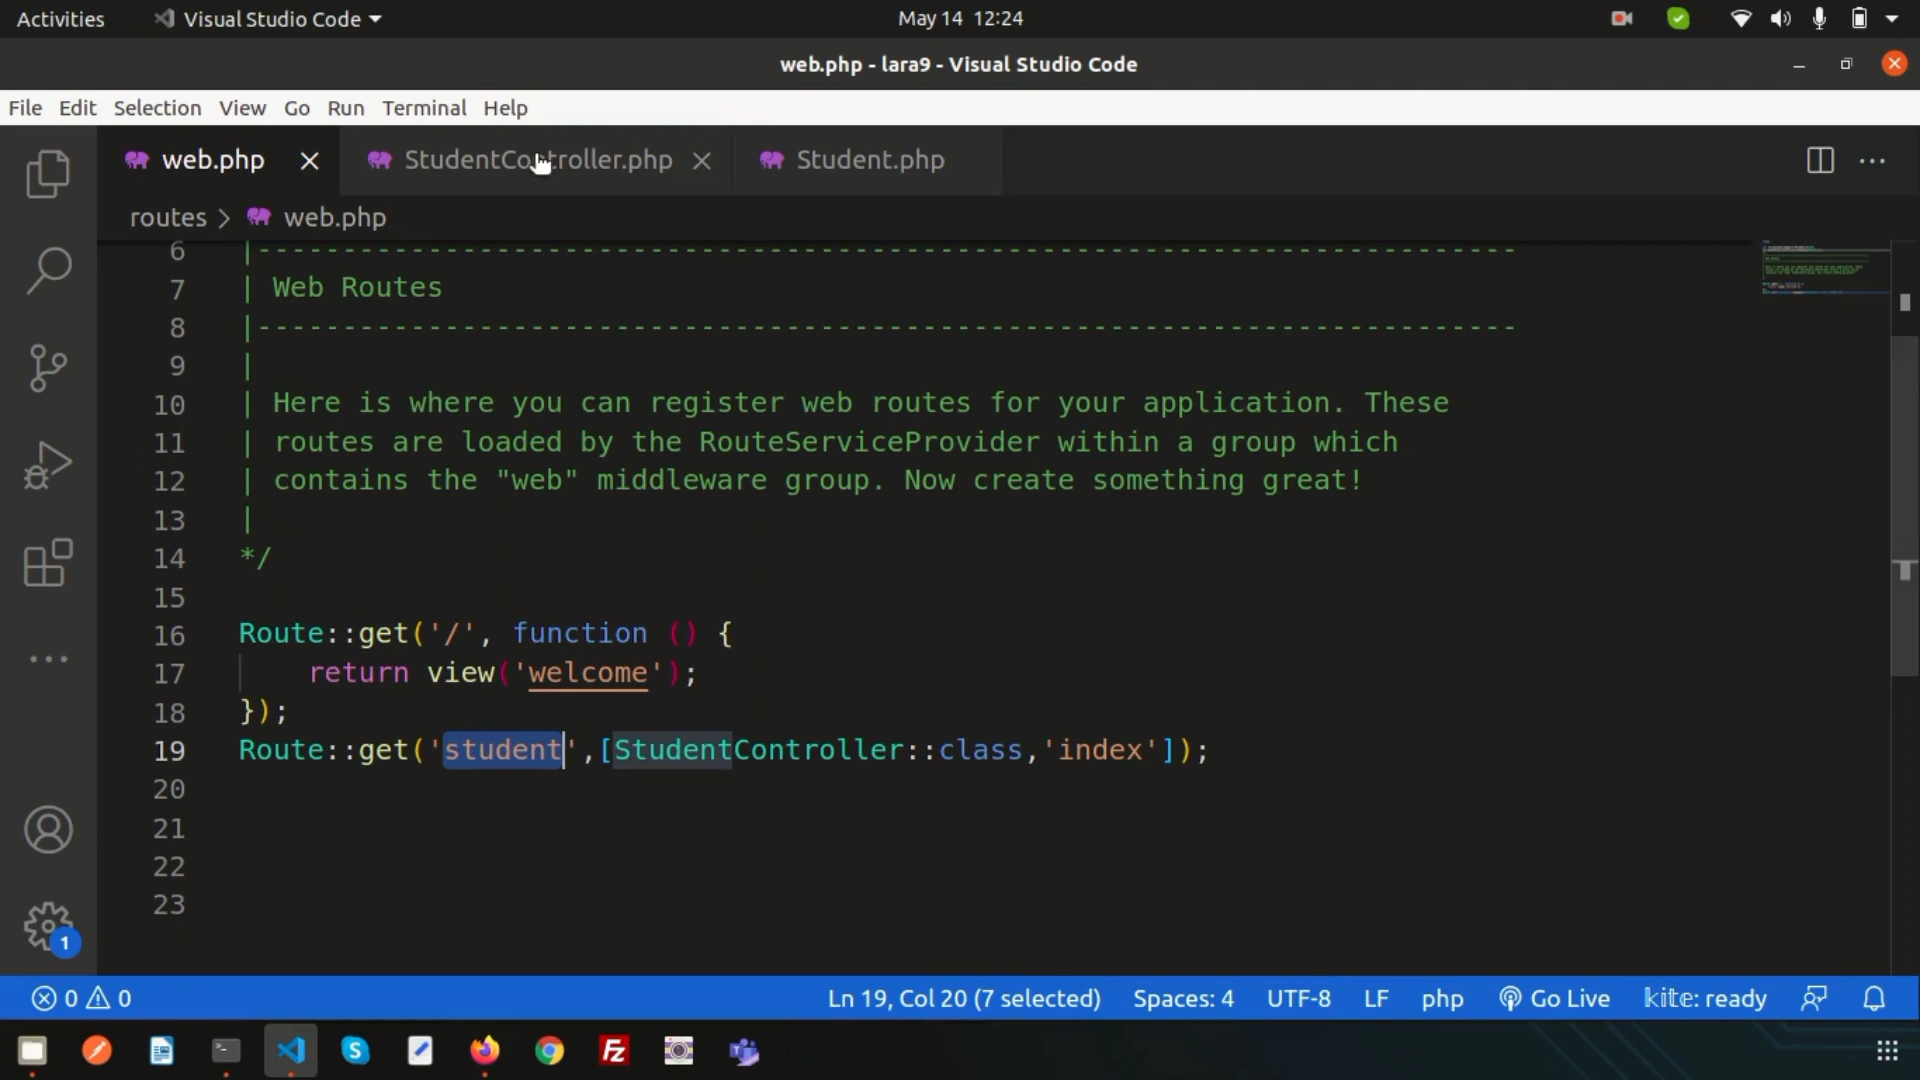 Activities
Visual Studio Code
May 14 12:24
web.php - lara9 - Visual Studio Code
File Edit Selection View Go Run Terminal Help
web.php
StudentController.php
Student.php
routes > web.php
6 |--------------------------------------------------------------------------
7 | Web Routes
8 |--------------------------------------------------------------------------
9 |
10 | Here is where you can register web routes for your application. These
11 | routes are loaded by the RouteServiceProvider within a group which
12 | contains the "web" middleware group. Now create something great!
13 |
14 */
15
16 Route::get('/', function () {
17     return view('welcome');
18 });
19 Route::get('student',[StudentController::class,'index']);
20
21
22
23
1
0 0
Ln 19, Col 20 (7 selected)
Spaces: 4
UTF-8
LF
php
Go Live
kite: ready